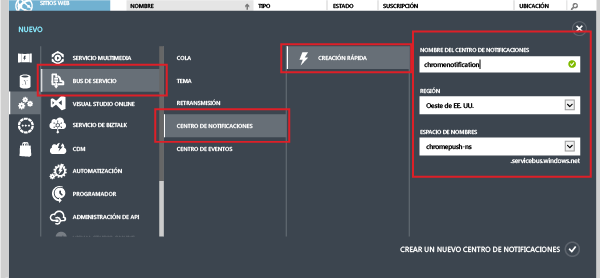 SITIOS WEB
NOMBRE
TIPO
ESTADO
SUSCRIPCIÓN
UBICACIÓN
NUEVO
SERVICIO MULTIMEDIA
BUS DE SERVICIO
VISUAL STUDIO ONLINE
SERVICIO DE BIZTALK
CDM
AUTOMATIZACIÓN
PROGRAMADOR
ADMINISTRACIÓN DE API
COLA
TEMA
RETRANSMISIÓN
CENTRO DE NOTIFICACIONES
CENTRO DE EVENTOS
CREACIÓN RÁPIDA
NOMBRE DEL CENTRO DE NOTIFICACIONES
chromenotification
REGIÓN
Oeste de EE. UU.
ESPACIO DE NOMBRES
chromepush-ns
.servicebus.windows.net
CREAR UN NUEVO CENTRO DE NOTIFICACIONES